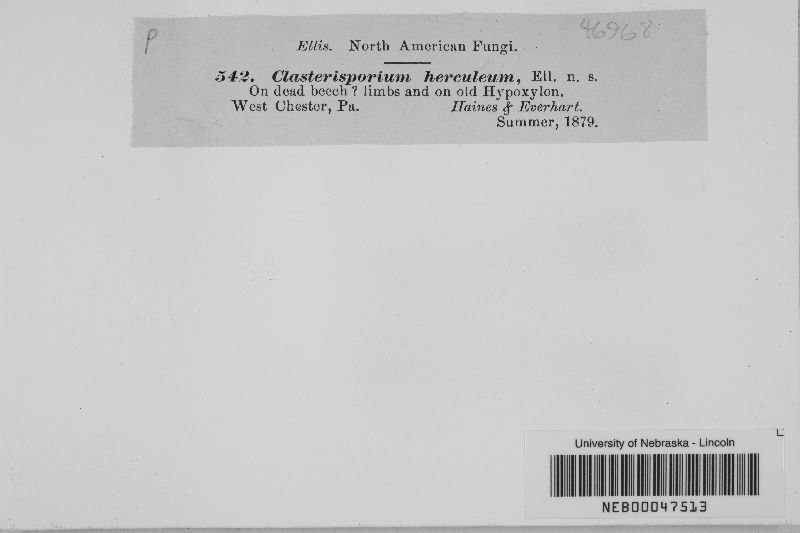 P
46968
Ellis. North American Fungi.
542. Clasterisporium herculeum, Ell. n. s.
On dead beech ? limbs and on old Hypoxylon.
West Chester, Pa. Haines & Everhart.
Summer, 1879.
University of Nebraska - Lincoln
NEB00047513